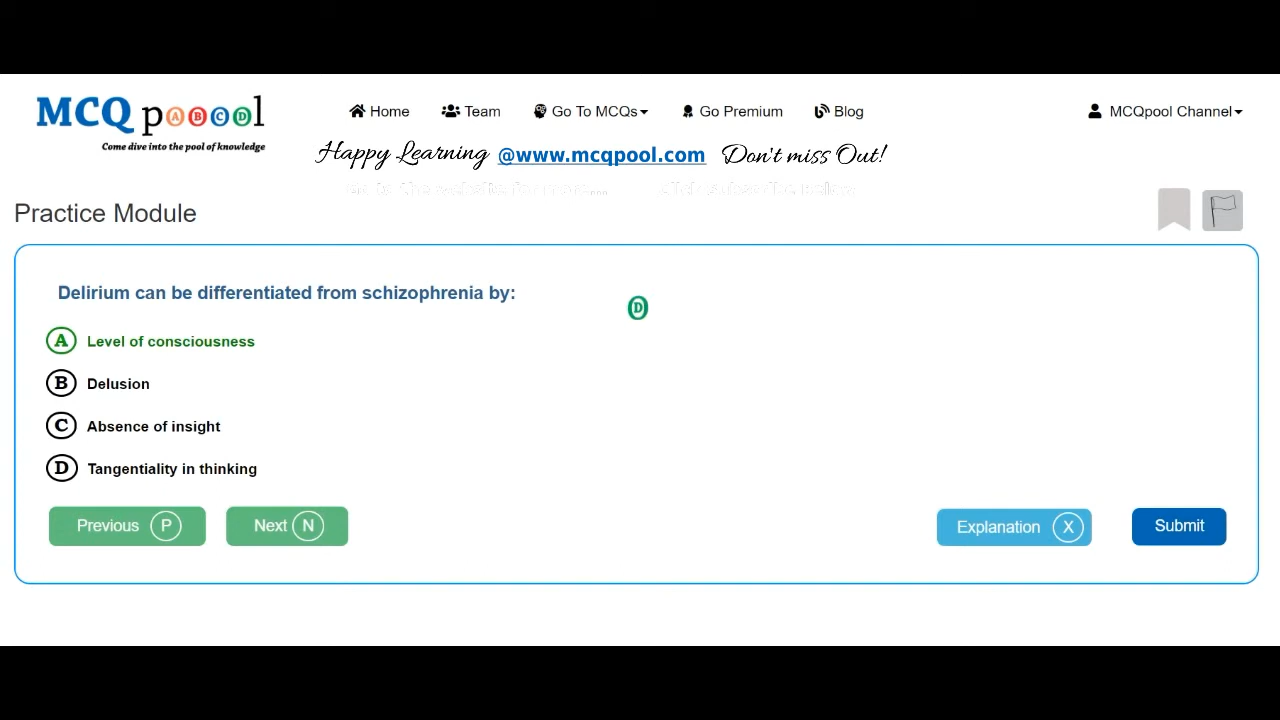 MCQ pABCDl
Come dive into the pool of knowledge
Home Team Go To MCQs Go Premium Blog MCQpool Channel
Happy Learning @www.mcqpool.com Don't miss Out!
Practice Module
Delirium can be differentiated from schizophrenia by:
D
A Level of consciousness
B Delusion
C Absence of insight
D Tangentiality in thinking
Previous P Next N Explanation X Submit